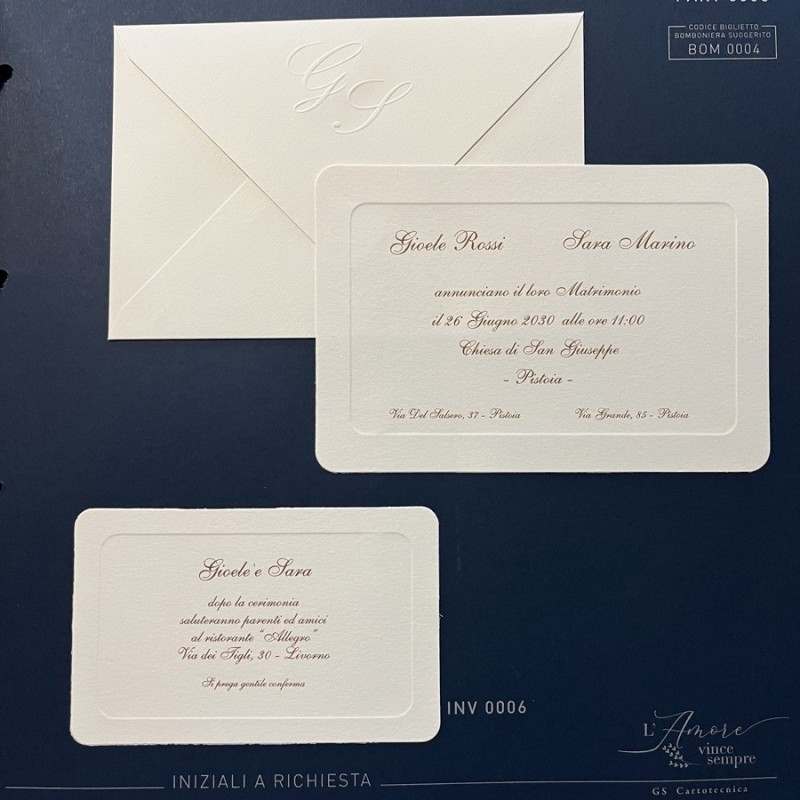 CODICE BIGLIETTO
BOMBONIERA SUGGERITO
BOM 0004
G S
Gioele Rossi Sara Marino
annunciano il loro Matrimonio
il 26 Giugno 2030 alle ore 11:00
Chiesa di San Giuseppe
- Pistoia -
Via Del Salsero, 37 - Pistoia Via Grande, 85 - Pistoia
Gioele e Sara
dopo la cerimonia
saluteranno parenti ed amici
al ristorante "Allegro"
Via dei Tigli, 30 - Livorno
Si prega gentile conferma
INV 0006
L'Amore
vince
sempre
INIZIALI A RICHIESTA
GS Cartotecnica